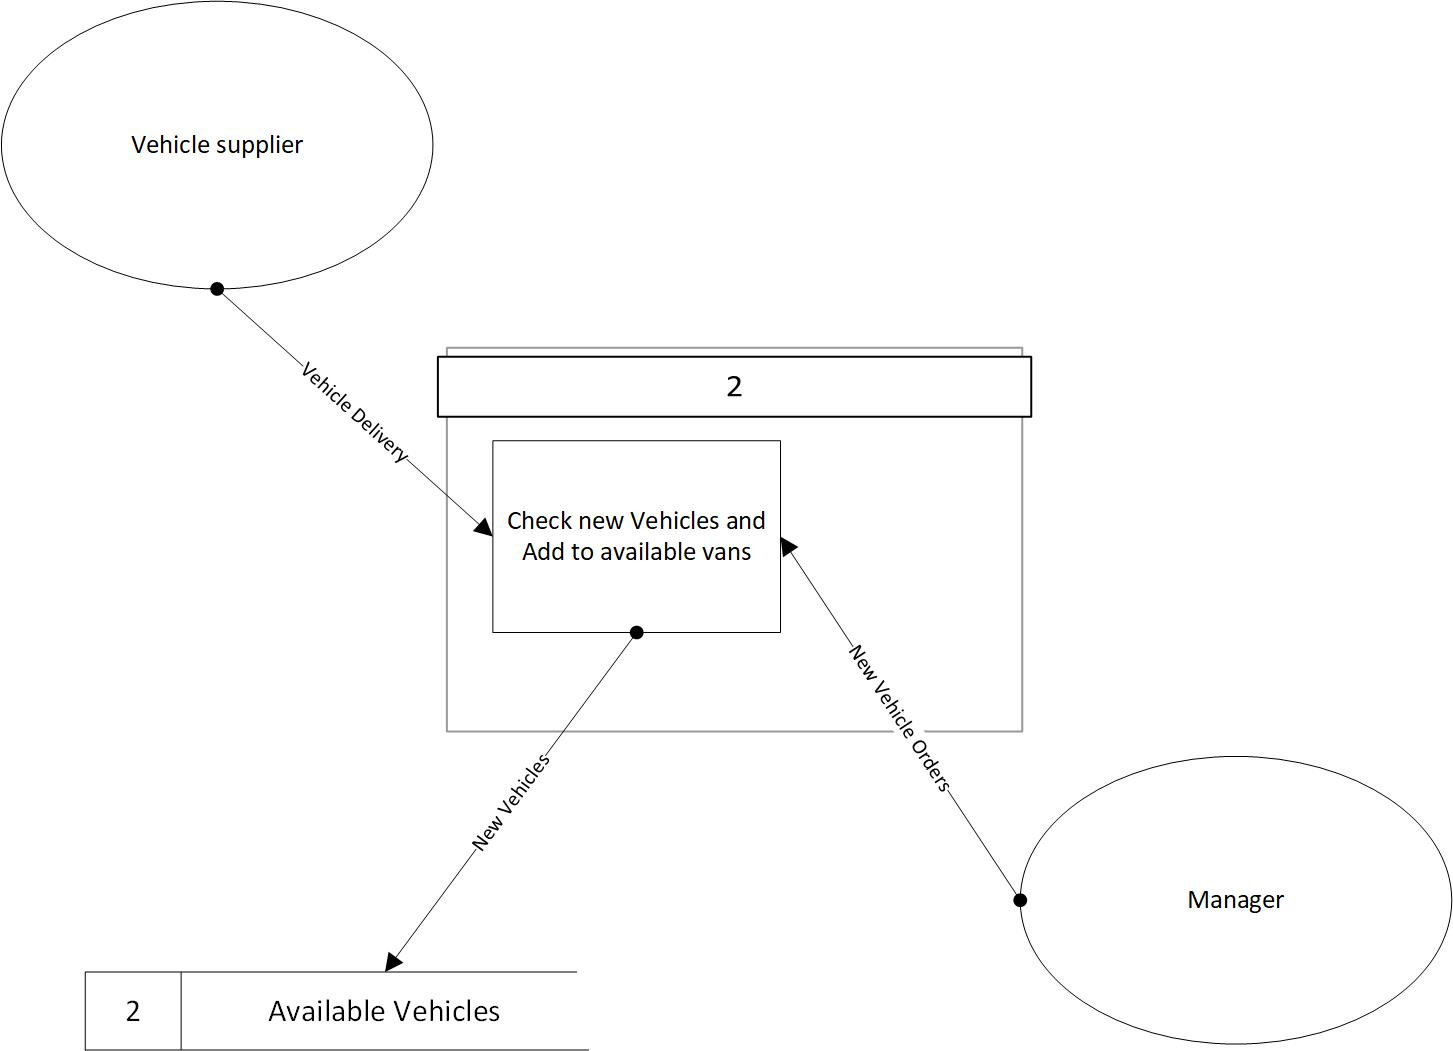 Vehicle supplier
Vehicle Delivery
2
Check new Vehicles and
Add to available vans
New Vehicle Orders
New Vehicles
Manager
2
Available Vehicles